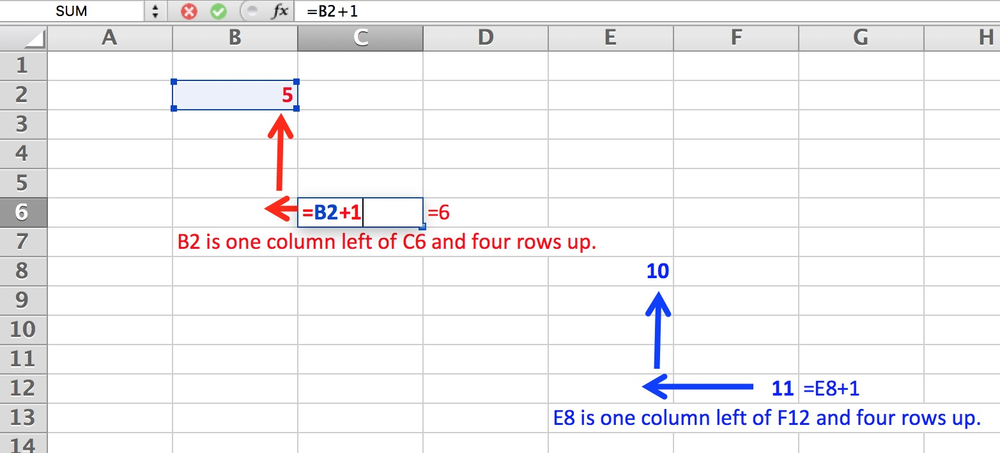 SUM fx =B2+1
A B C D E F G H
1
2 5
3
4
5
6 =B2+1 =6
7 B2 is one column left of C6 and four rows up.
8 10
9
10
11
12 11 =E8+1
13 E8 is one column left of F12 and four rows up.
14